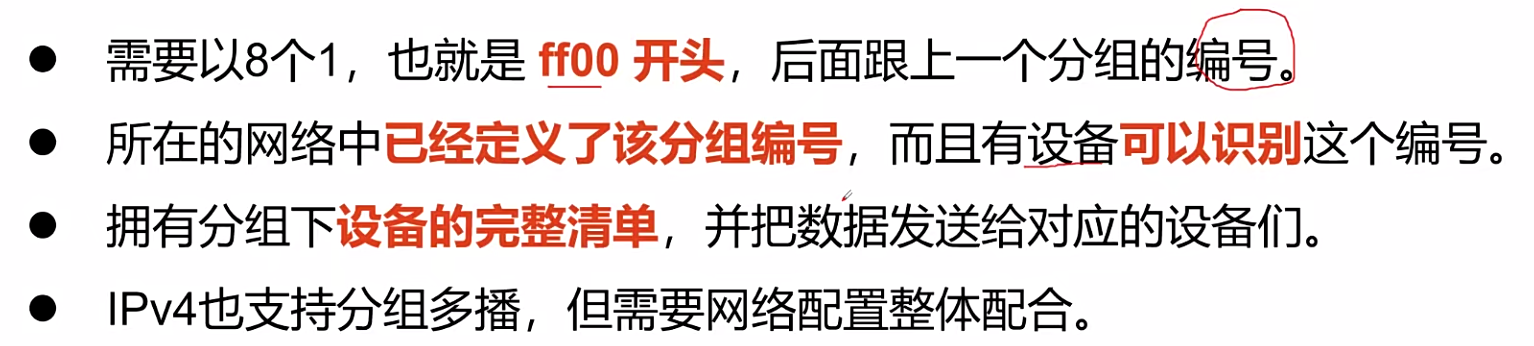 ● 需要以8个1，也就是 ff00 开头，后面跟上一个分组的编号。
● 所在的网络中已经定义了该分组编号，而且有设备可以识别这个编号。
● 拥有分组下设备的完整清单，并把数据发送给对应的设备们。
● IPv4也支持分组多播，但需要网络配置整体配合。